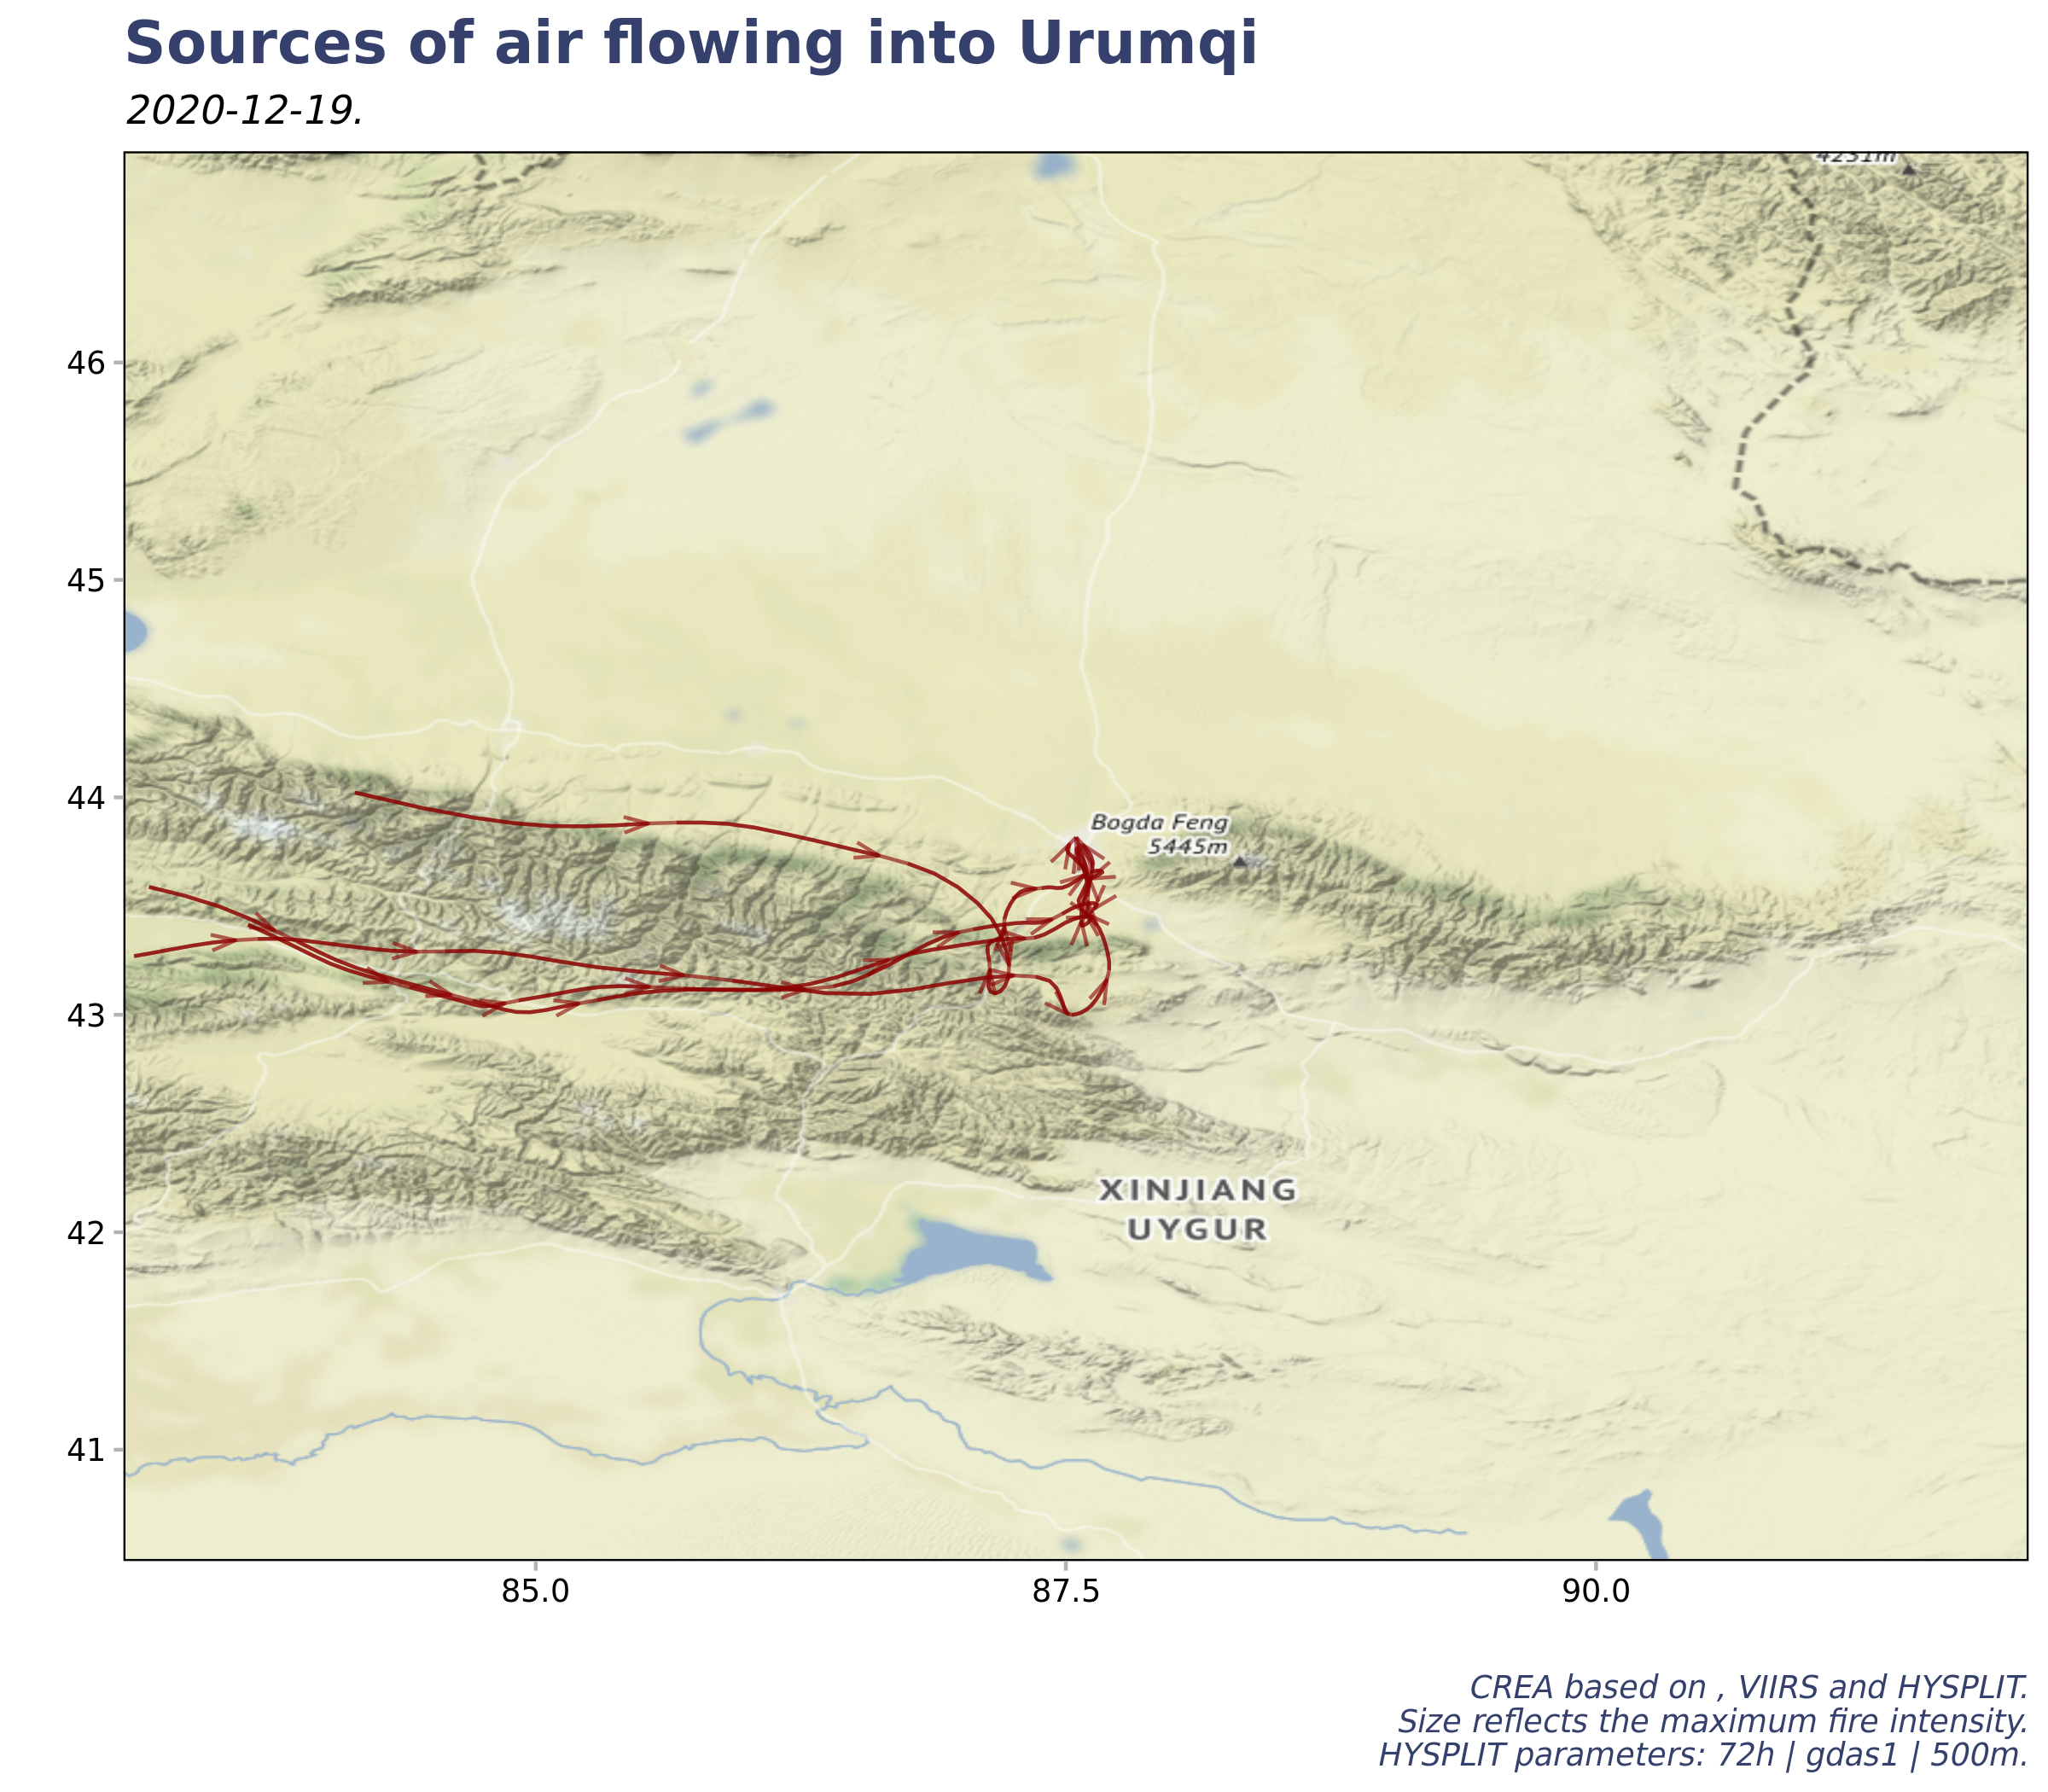 Sources of air flowing into Urumqi
2020-12-19.
4231m
46
45
44
Bogda Feng
5445m
43
XINJIANG
UYGUR
42
41
85.0 87.5 90.0
CREA based on , VIIRS and HYSPLIT.
Size reflects the maximum fire intensity.
HYSPLIT parameters: 72h | gdas1 | 500m.